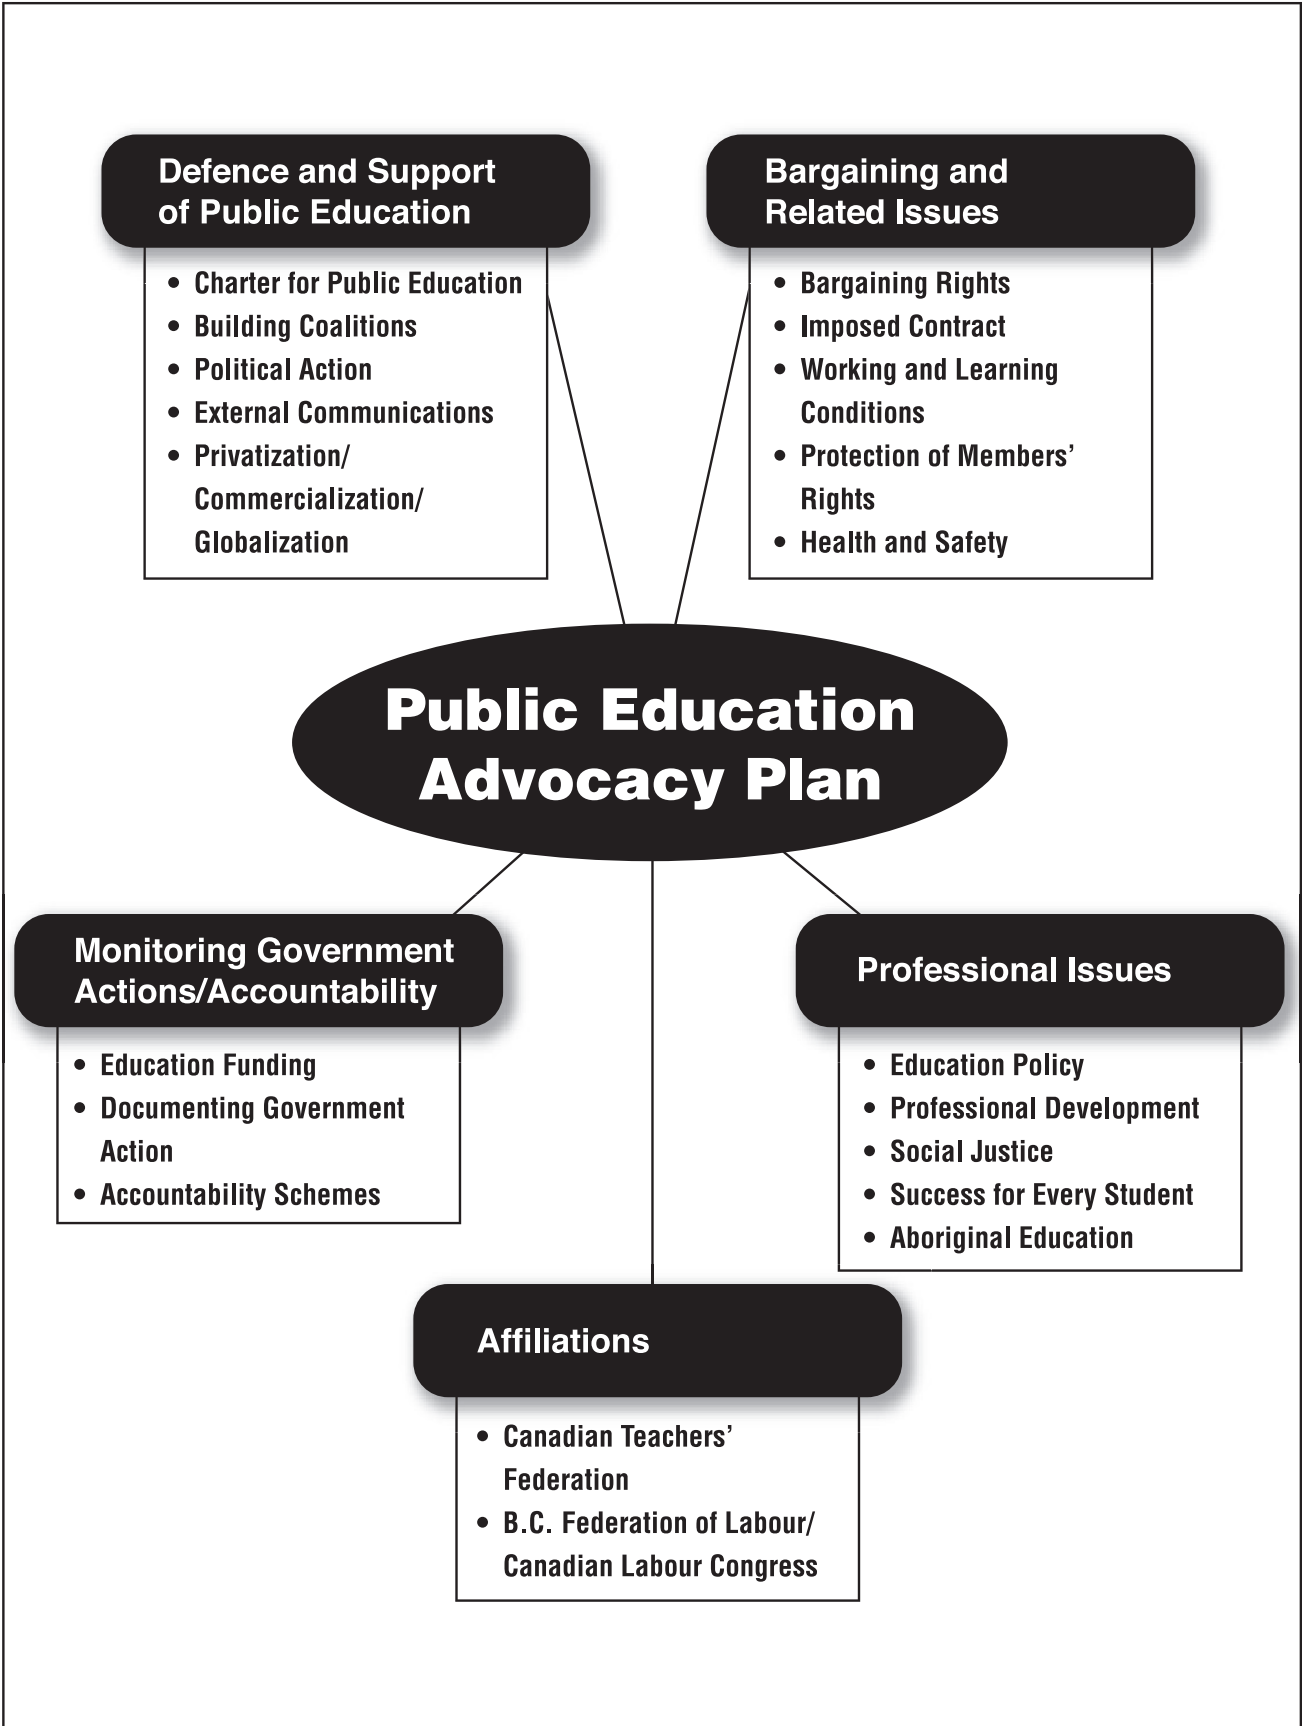 Defence and Support
of Public Education
• Charter for Public Education
• Building Coalitions
• Political Action
• External Communications
• Privatization/
Commercialization/
Globalization
Bargaining and
Related Issues
• Bargaining Rights
• Imposed Contract
• Working and Learning
Conditions
• Protection of Members’
Rights
• Health and Safety
Public Education
Advocacy Plan
Monitoring Government
Actions/Accountability
• Education Funding
• Documenting Government
Action
• Accountability Schemes
Professional Issues
• Education Policy
• Professional Development
• Social Justice
• Success for Every Student
• Aboriginal Education
Affiliations
• Canadian Teachers’
Federation
• B.C. Federation of Labour/
Canadian Labour Congress